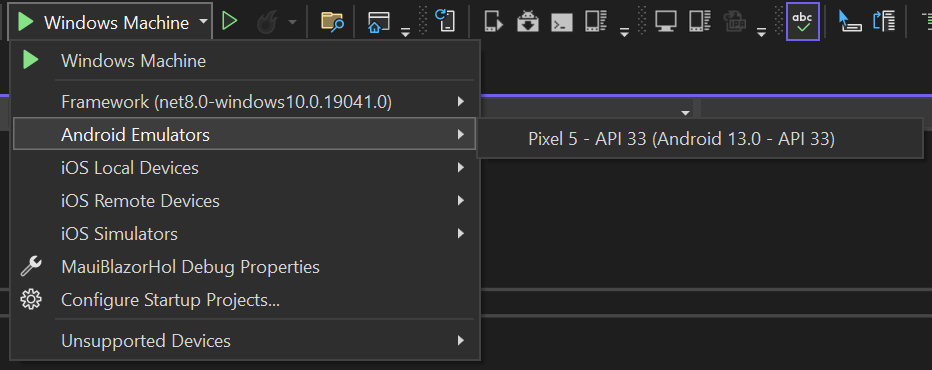 Windows Machine
abc
Windows Machine
Framework (net8.0-windows10.0.19041.0)
Android Emulators
Pixel 5 - API 33 (Android 13.0 - API 33)
iOS Local Devices
iOS Remote Devices
iOS Simulators
MauiBlazorHol Debug Properties
Configure Startup Projects...
Unsupported Devices